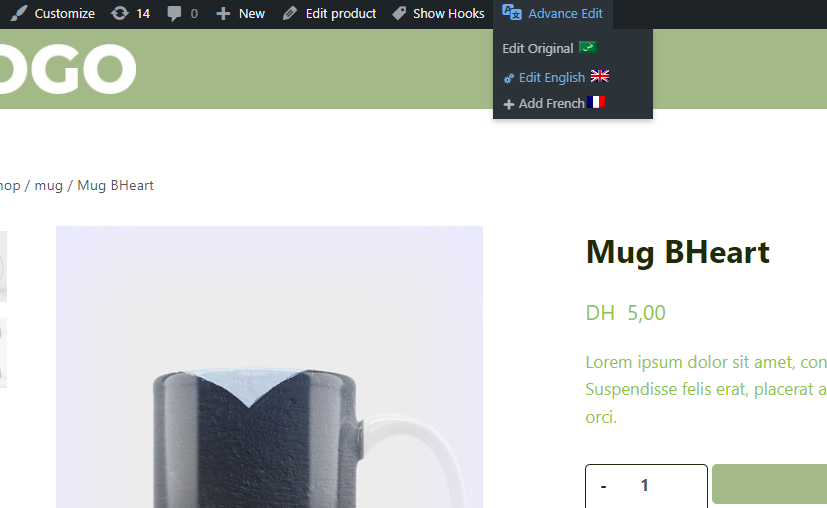 Customize 14 0 New Edit product Show Hooks Advance Edit
Edit Original
Edit English
Add French
OGO
hop / mug / Mug BHeart
Mug BHeart
DH 5,00
Lorem ipsum dolor sit amet, con
Suspendisse felis erat, placerat a
orci.
- 1